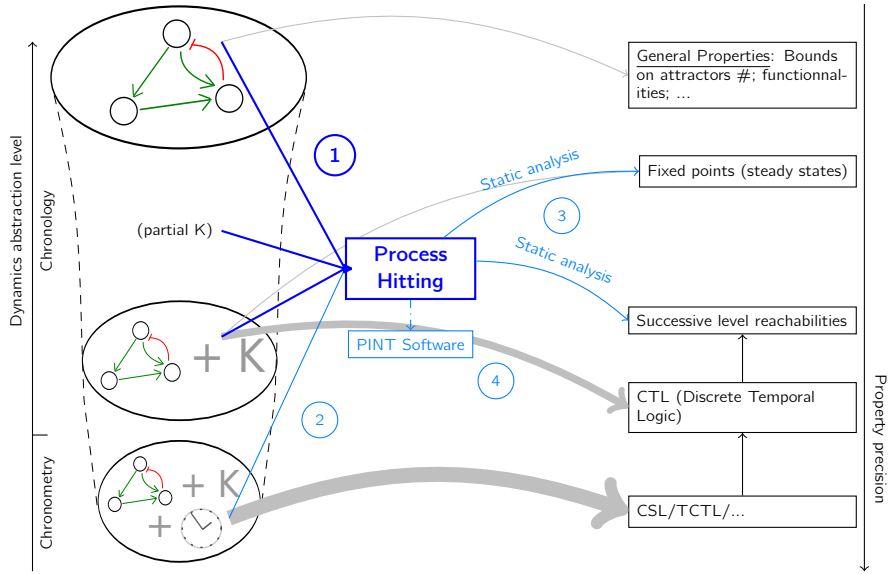 General Properties: Bounds
on attractors #; functionnal-
ities; ...
1
Static analysis
Fixed points (steady states)
3
Dynamics abstraction level
Chronology
(partial K)
Process
Hitting
Static analysis
Successive level reachabilities
PINT Software
+ K
4
CTL (Discrete Temporal
Logic)
2
Property precision
Chronometry
+ K
+
CSL/TCTL/...